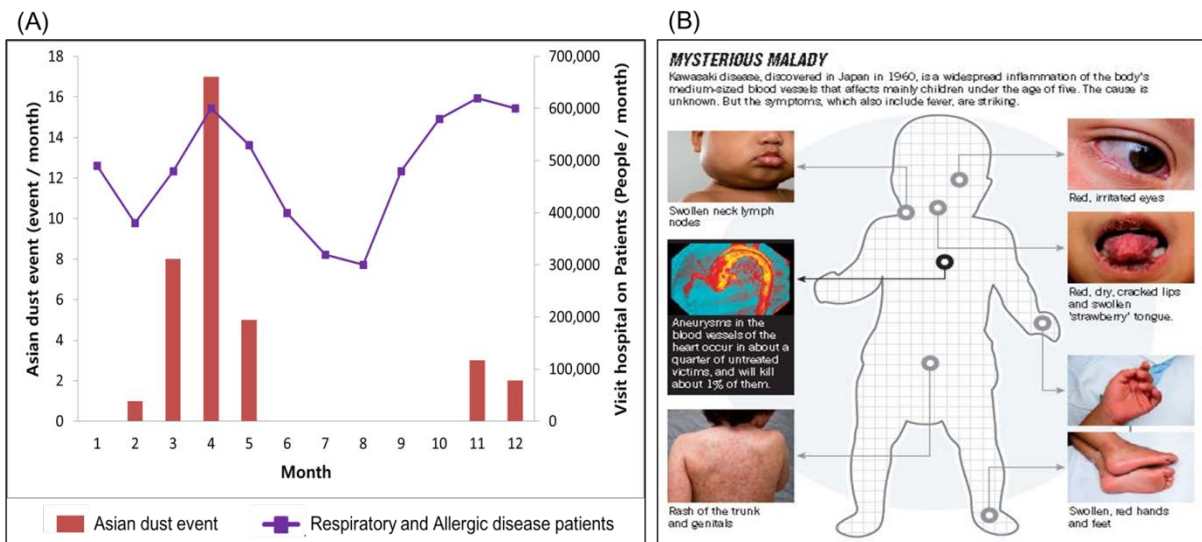 (A)
18
16
14
12
10
8
6
4
2
0
Asian dust event (event / month)
700,000
600,000
500,000
400,000
300,000
200,000
100,000
0
Visit hospital on Patients (People / month)
1 2 3 4 5 6 7 8 9 10 11 12
Month
Asian dust event
Respiratory and Allergic disease patients
(B)
MYSTERIOUS MALADY
Kawasaki disease, discovered in Japan in 1960, is a widespread inflammation of the body's
medium-sized blood vessels that affects mainly children under the age of five. The cause is
unknown. But the symptoms, which also include fever, are striking.
Swollen neck lymph
nodes
Aneurysms in the
blood vessels of the
heart occur in about a
quarter of untreated
victims, and will kill
about 1% of them.
Rash of the trunk
and genitals
Red, irritated eyes
Red, dry, cracked lips
and swollen
'strawberry' tongue.
Swollen, red hands
and feet